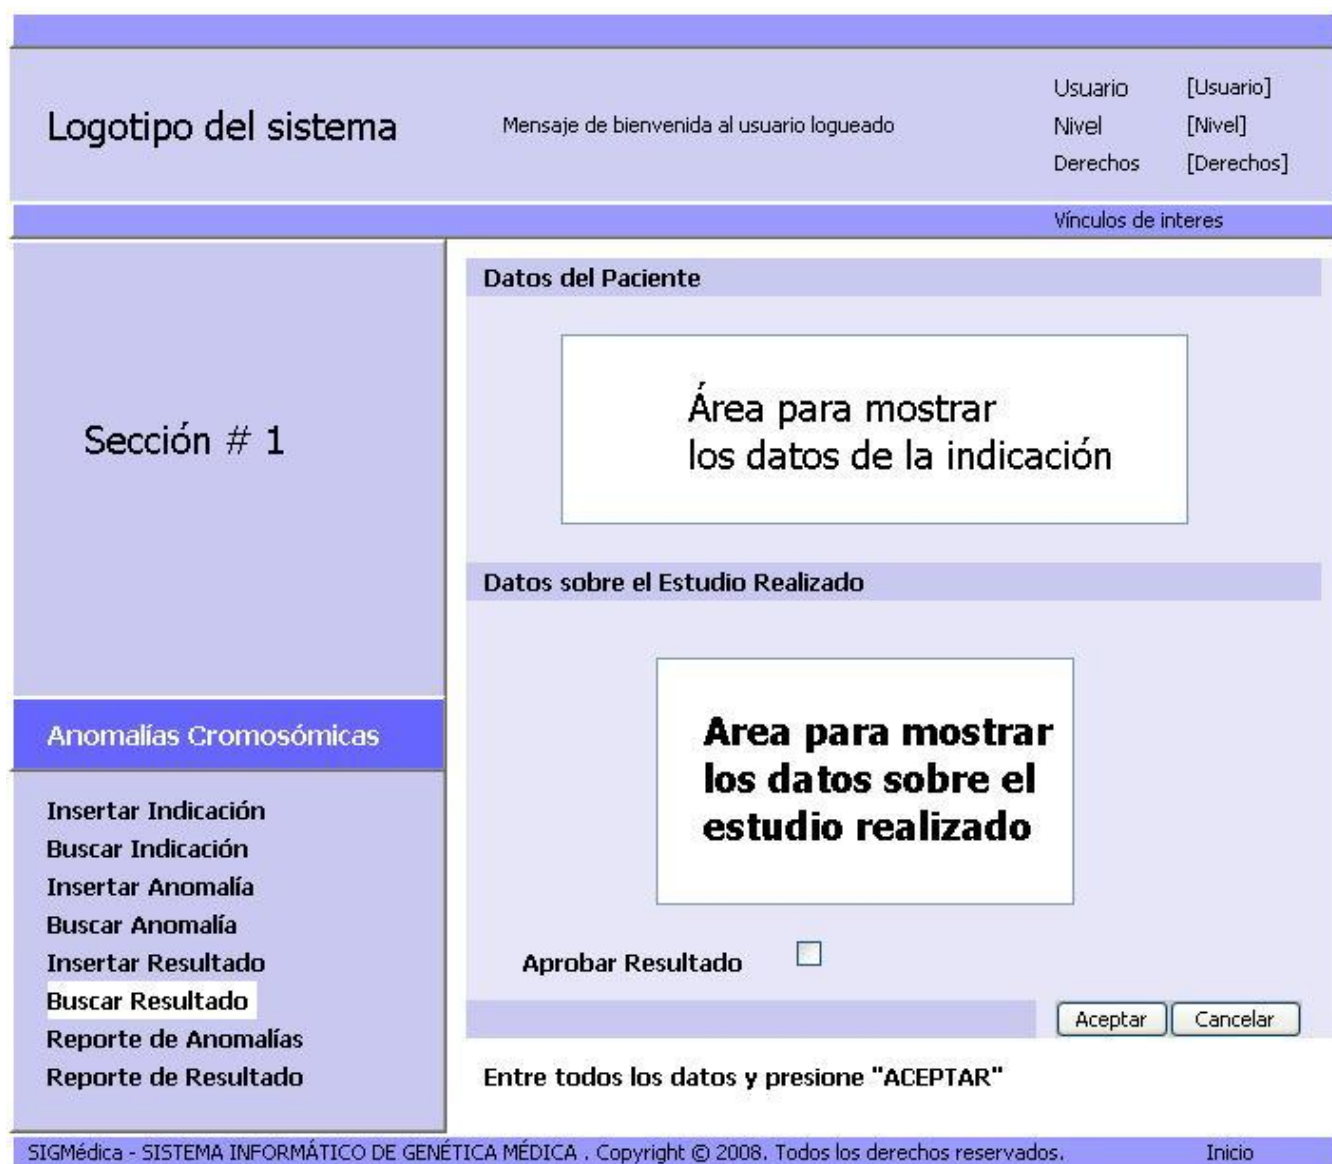 Logotipo del sistema
Mensaje de bienvenida al usuario logueado
Usuario [Usuario]
Nivel [Nivel]
Derechos [Derechos]
Vínculos de interes
Sección # 1
Anomalías Cromosómicas
Insertar Indicación
Buscar Indicación
Insertar Anomalía
Buscar Anomalía
Insertar Resultado
Buscar Resultado
Reporte de Anomalías
Reporte de Resultado
Datos del Paciente
Área para mostrar
los datos de la indicación
Datos sobre el Estudio Realizado
Area para mostrar
los datos sobre el
estudio realizado
Aprobar Resultado
Aceptar Cancelar
Entre todos los datos y presione "ACEPTAR"
SIGMédica - SISTEMA INFORMÁTICO DE GENÉTICA MÉDICA . Copyright © 2008. Todos los derechos reservados. Inicio